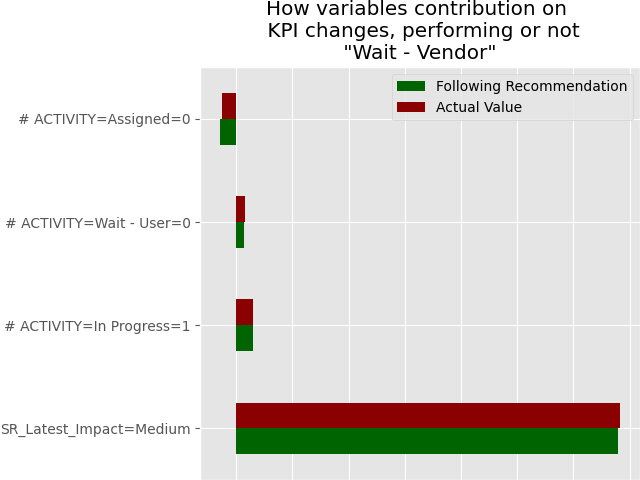 How variables contribution on
KPI changes, performing or not
"Wait - Vendor"
Following Recommendation
Actual Value
# ACTIVITY=Assigned=0
# ACTIVITY=Wait - User=0
# ACTIVITY=In Progress=1
SR_Latest_Impact=Medium